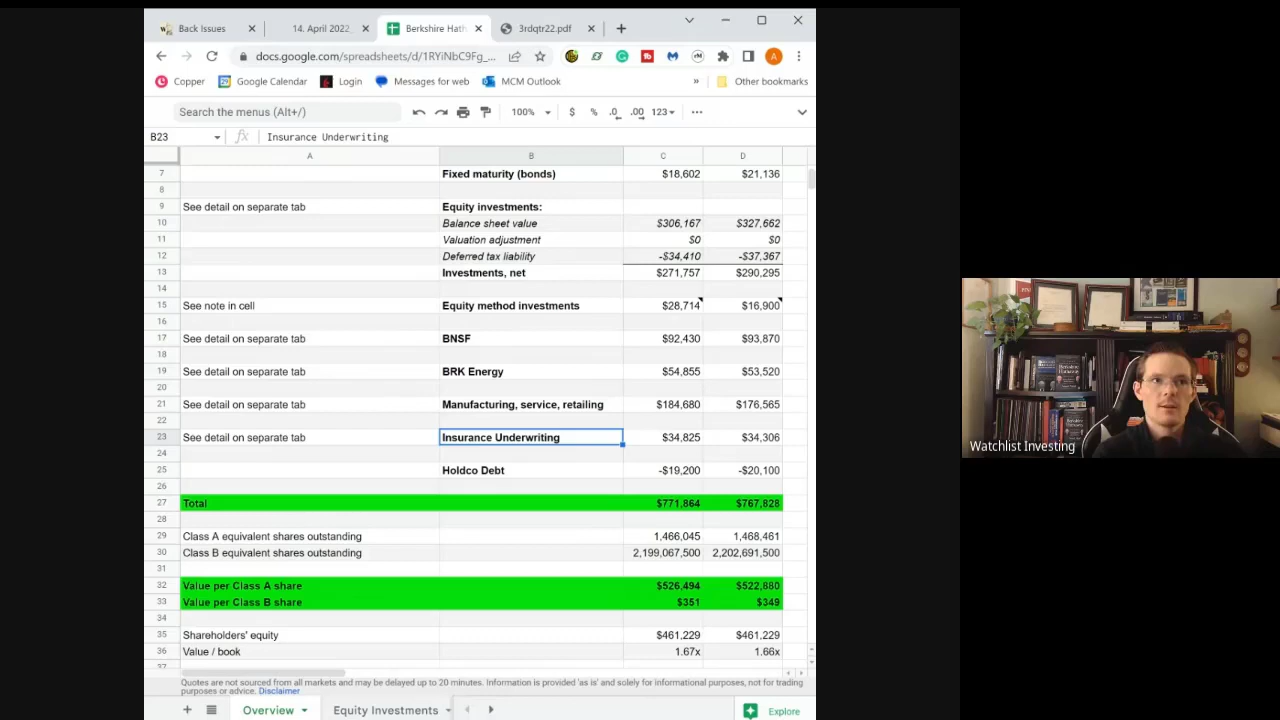 Back Issues
14. April 2022_
Berkshire Hath
3rdqtr22.pdf
docs.google.com/spreadsheets/d/1RYiNbC9Fg_...
Copper Google Calendar Login Messages for web MCM Outlook » Other bookmarks
Search the menus (Alt+/) 100% $ % .0 .00 123
B23 fx Insurance Underwriting
A B C D
7 Fixed maturity (bonds) $18,602 $21,136
8
9 See detail on separate tab Equity investments:
10 Balance sheet value $306,167 $327,662
11 Valuation adjustment $0 $0
12 Deferred tax liability -$34,410 -$37,367
13 Investments, net $271,757 $290,295
14
15 See note in cell Equity method investments $28,714 $16,900
16
17 See detail on separate tab BNSF $92,430 $93,870
18
19 See detail on separate tab BRK Energy $54,855 $53,520
20
21 See detail on separate tab Manufacturing, service, retailing $184,680 $176,565
22
23 See detail on separate tab Insurance Underwriting $34,825 $34,306
24
25 Holdco Debt -$19,200 -$20,100
26
27 Total $771,864 $767,828
28
29 Class A equivalent shares outstanding 1,466,045 1,468,461
30 Class B equivalent shares outstanding 2,199,067,500 2,202,691,500
31
32 Value per Class A share $526,494 $522,880
33 Value per Class B share $351 $349
34
35 Shareholders' equity $461,229 $461,229
36 Value / book 1.67x 1.66x
37
Quotes are not sourced from all markets and may be delayed up to 20 minutes. Information is provided 'as is' and solely for informational purposes, not for trading
purposes or advice. Disclaimer
Overview Equity Investments Explore
Watchlist Investing